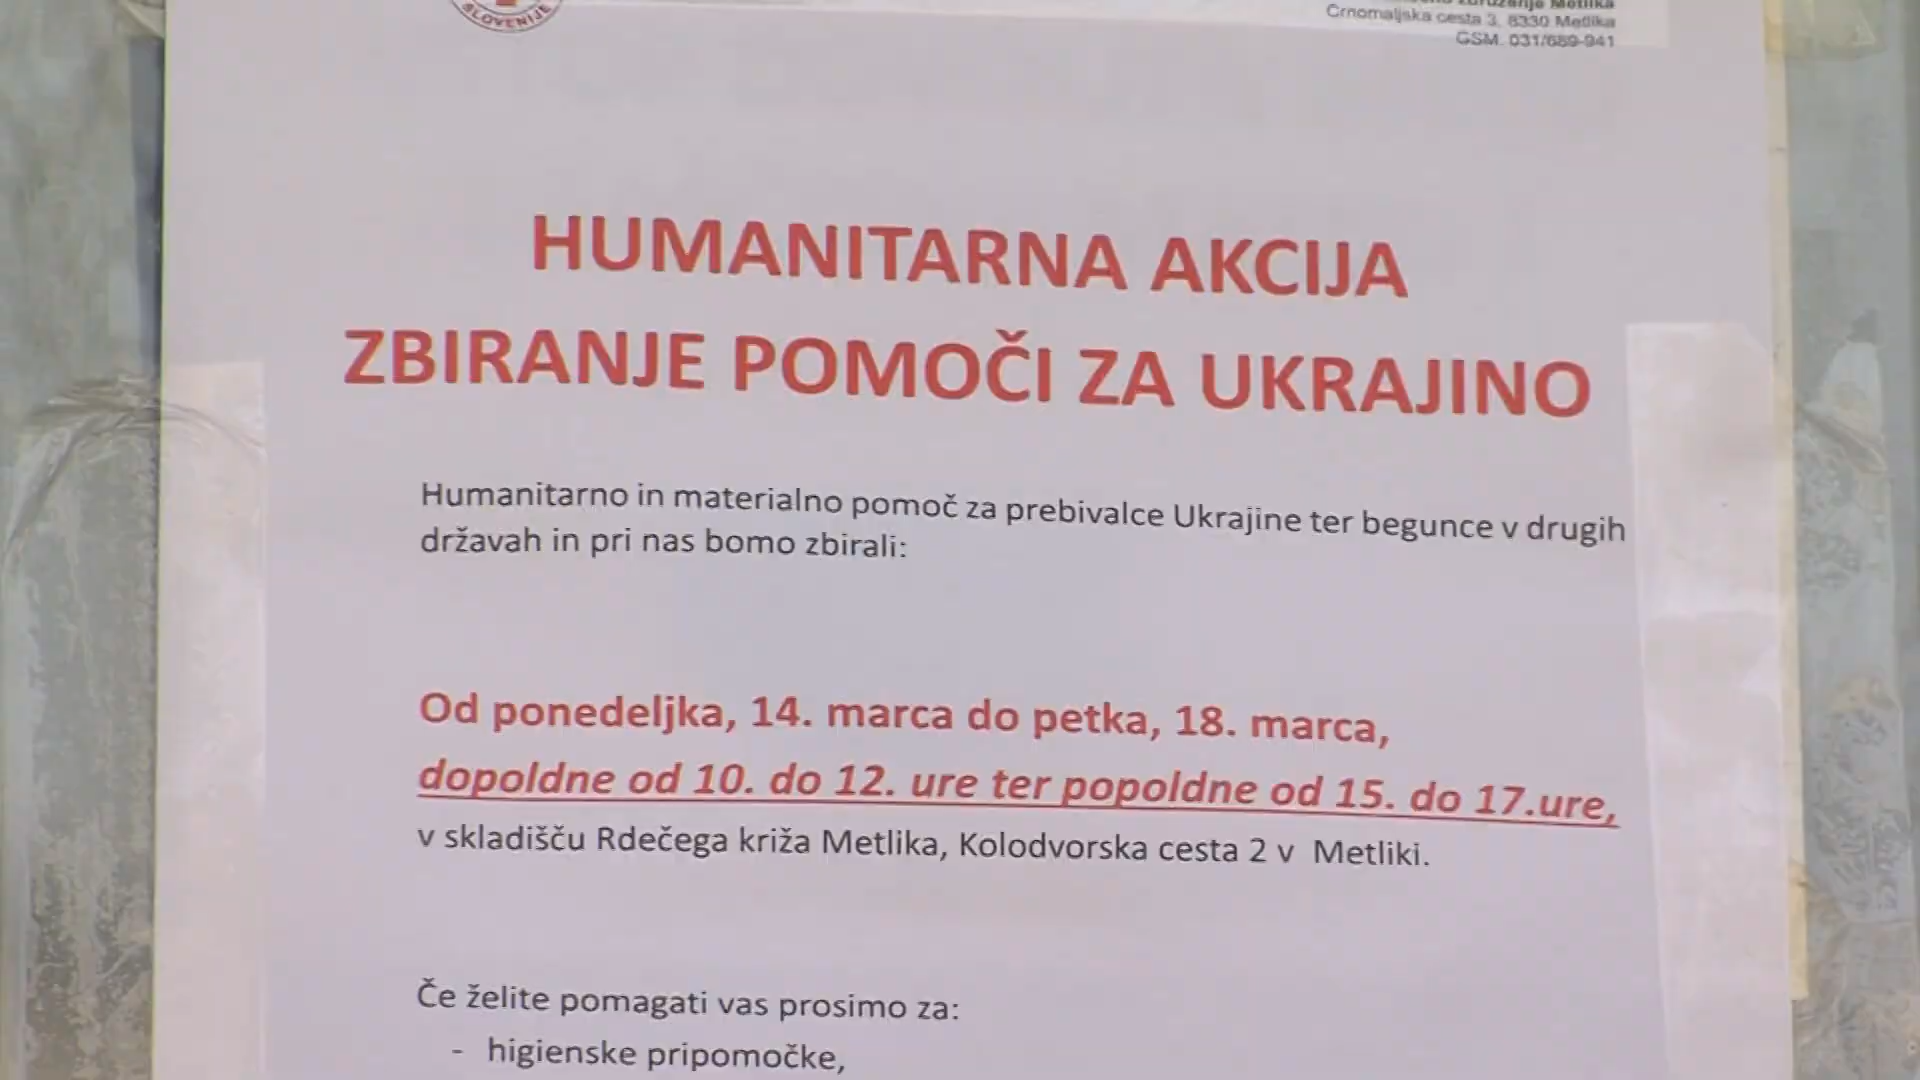 SLOVENIJE
Metlika
Črnomaljska cesta 3, 8330 Metlika
GSM. 031/689-941
HUMANITARNA AKCIJA
ZBIRANJE POMOČI ZA UKRAJINO
Humanitarno in materialno pomoč za prebivalce Ukrajine ter begunce v drugih
državah in pri nas bomo zbirali:
Od ponedeljka, 14. marca do petka, 18. marca,
dopoldne od 10. do 12. ure ter popoldne od 15. do 17.ure,
v skladišču Rdečega križa Metlika, Kolodvorska cesta 2 v Metliki.
Če želite pomagati vas prosimo za:
- higienske pripomočke,